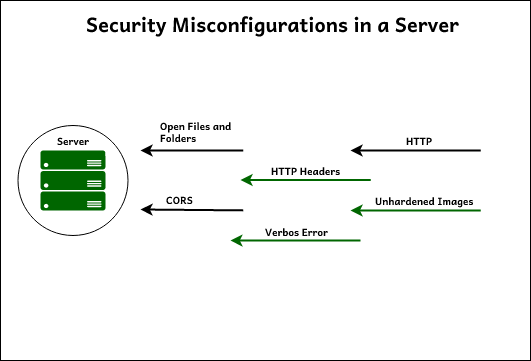 Security Misconfigurations in a Server
Server
Open Files and
Folders
HTTP
HTTP Headers
CORS
Unhardened Images
Verbos Error